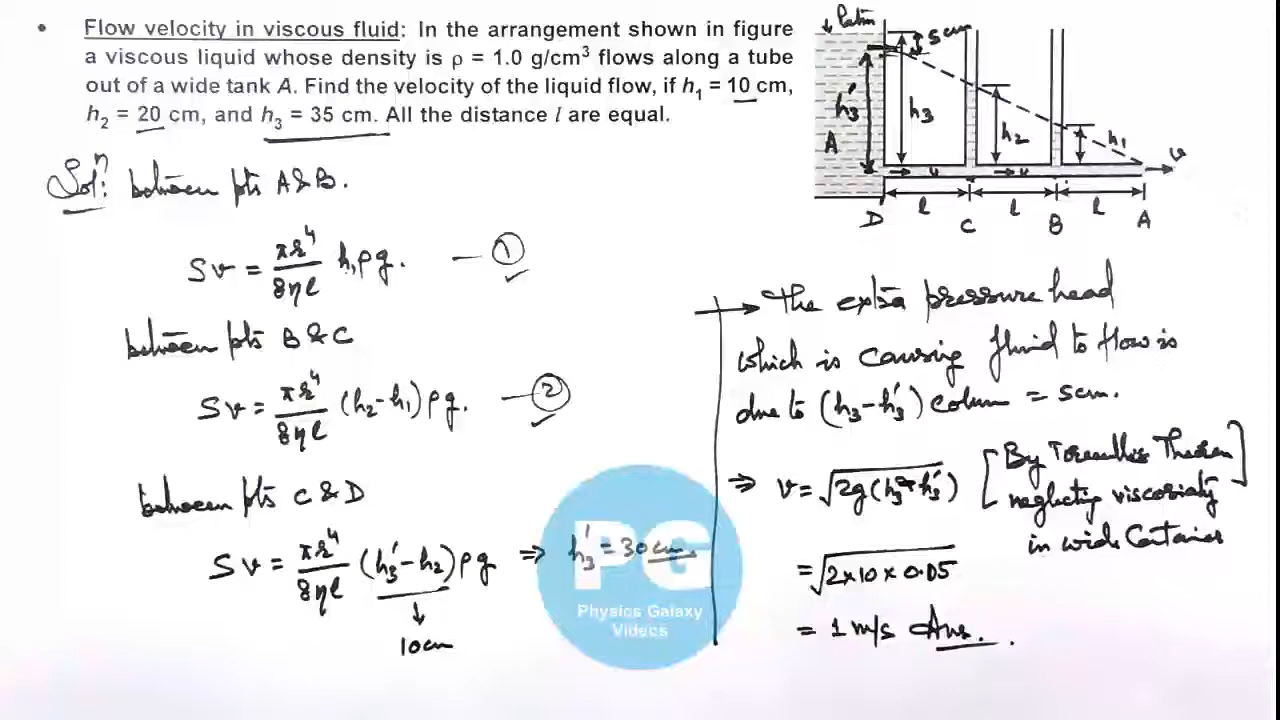 • Flow velocity in viscous fluid: In the arrangement shown in figure
a viscous liquid whose density is ρ = 1.0 g/cm³ flows along a tube
out of a wide tank A. Find the velocity of the liquid flow, if h₁ = 10 cm,
h₂ = 20 cm, and h₃ = 35 cm. All the distance l are equal.
↓ Patm
5cm
h₃'
h₃
h₂
h₁
A
v
v
v
l
l
l
D
C
B
A
Solⁿ: between pts A & B.
Sv = πr⁴/8ηl h₁ρg. — ①
between pts B & C
Sv = πr⁴/8ηl (h₂-h₁)ρg. — ②
between pts C & D
Sv = πr⁴/8ηl (h₃'-h₂)ρg ⇒ h₃' = 30cm.
↓
10cm
→ The extra pressure head
which is causing fluid to flow is
due to (h₃-h₃') column = 5cm.
⇒ v = √2g(h₃-h₃') [By Toricelli's Theorem
neglecting viscosity]
in wide Container
= √2×10×0.05
= 1 m/s Ans.
PG
Physics Galaxy
Videos